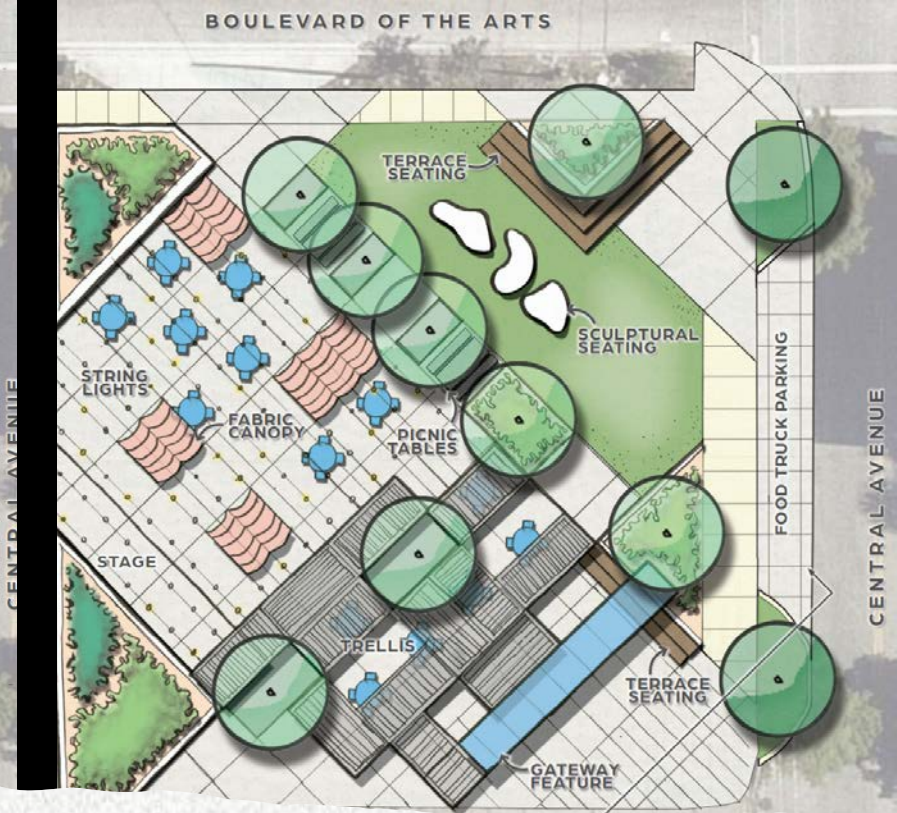 BOULEVARD OF THE ARTS
TERRACE
SEATING
SCULPTURAL
SEATING
STRING
LIGHTS
FABRIC
CANOPY
PICNIC
TABLES
FOOD TRUCK PARKING
CENTRAL AVENUE
CENTRAL AVENUE
STAGE
TRELLIS
TERRACE
SEATING
GATEWAY
FEATURE